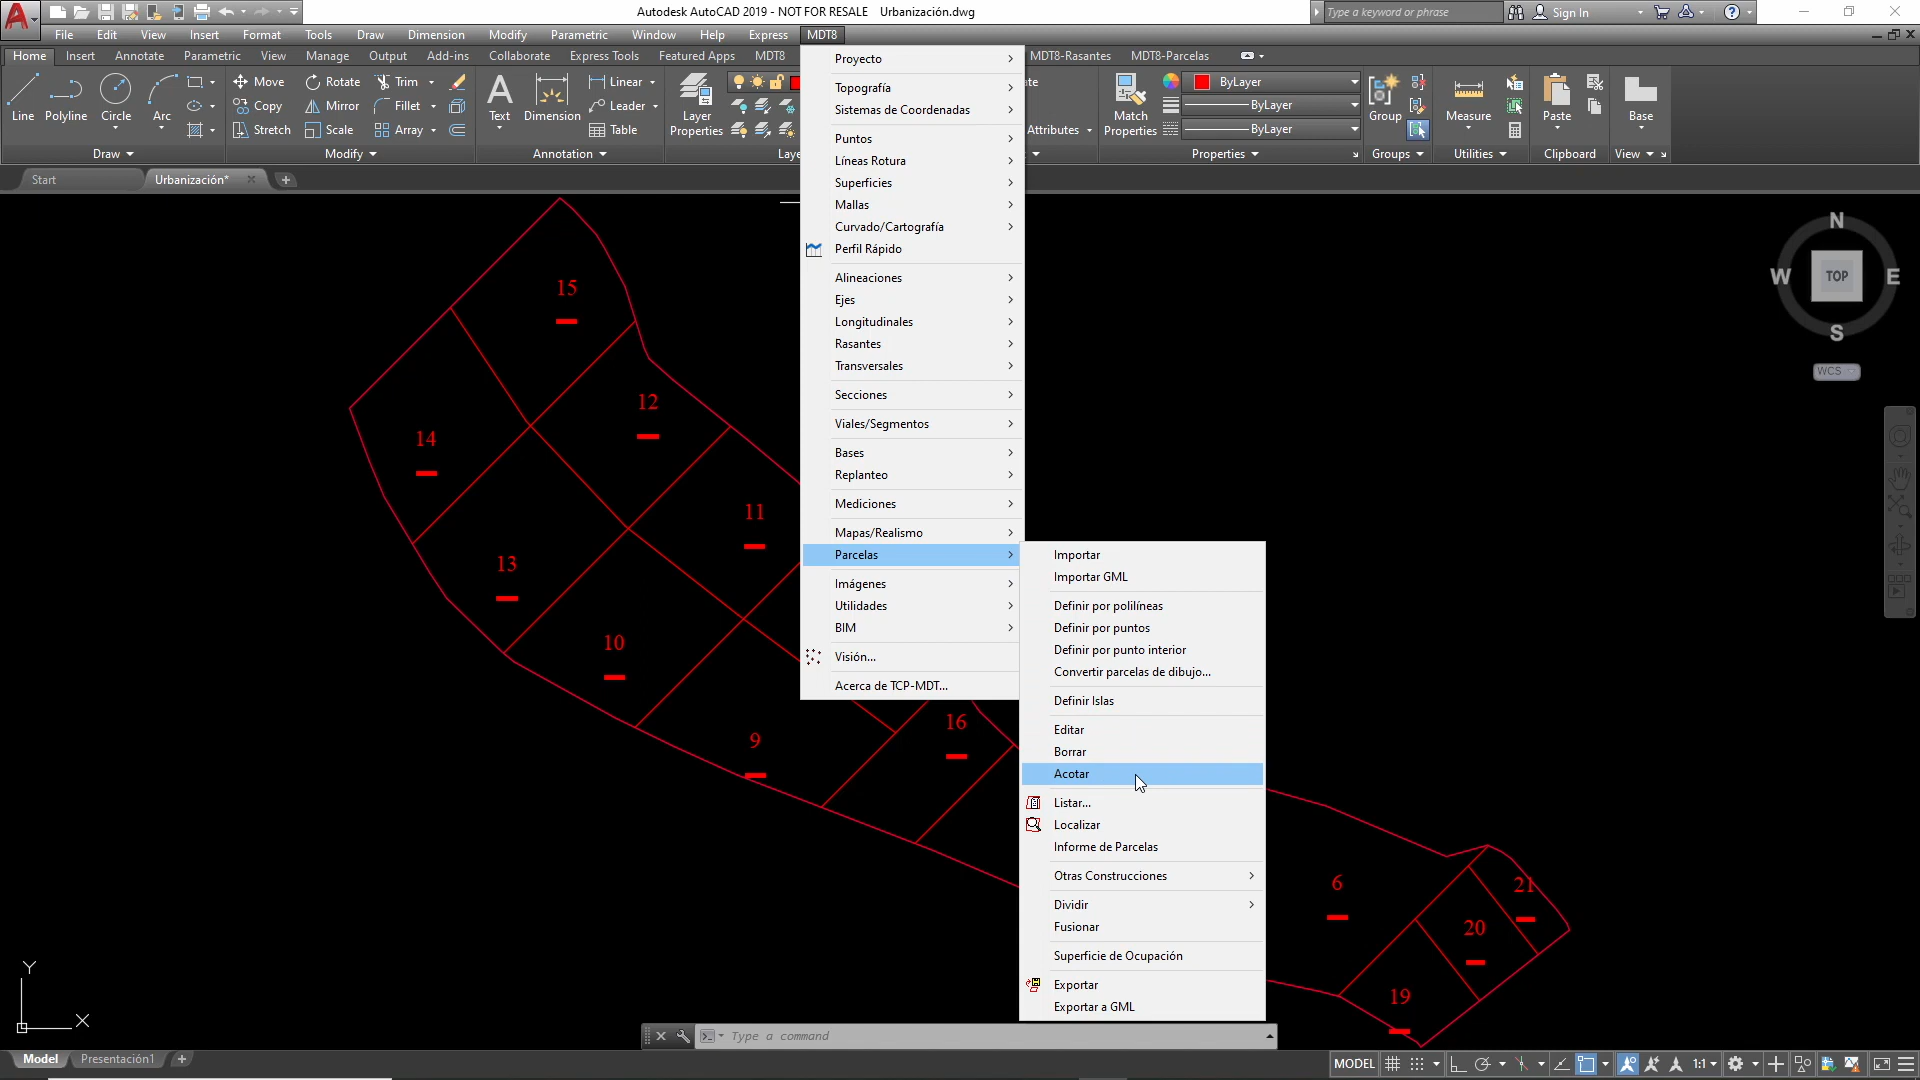 Autodesk AutoCAD 2019 - NOT FOR RESALE Urbanización.dwg
Type a keyword or phrase
Sign In
File Edit View Insert Format Tools Draw Dimension Modify Parametric Window Help Express MDT8
Home Insert Annotate Parametric View Manage Output Add-ins Collaborate Express Tools Featured Apps MDT8 MDT8-Rasantes MDT8-Parcelas
Line Polyline Circle Arc
Move Rotate Trim
Copy Mirror Fillet
Stretch Scale Array
Text Dimension
Linear
Leader
Table
Layer
Properties
Attributes
Match
Properties
ByLayer
ByLayer
ByLayer
Group
Measure
Paste
Base
Draw Modify Annotation Properties Groups Utilities Clipboard View
Start Urbanización*
Proyecto
Topografía
Sistemas de Coordenadas
Puntos
Líneas Rotura
Superficies
Mallas
Curvado/Cartografía
Perfil Rápido
Alineaciones
Ejes
Longitudinales
Rasantes
Transversales
Secciones
Viales/Segmentos
Bases
Replanteo
Mediciones
Mapas/Realismo
Parcelas
Imágenes
Utilidades
BIM
Visión...
Acerca de TCP-MDT...
Importar
Importar GML
Definir por polilíneas
Definir por puntos
Definir por punto interior
Convertir parcelas de dibujo...
Definir Islas
Editar
Borrar
Acotar
Listar...
Localizar
Informe de Parcelas
Otras Construcciones
Dividir
Fusionar
Superficie de Ocupación
Exportar
Exportar a GML
15
12
14
11
13
10
9
16
6
21
20
19
N
W TOP E
S
WCS
Y
X
Type a command
Model Presentación1
MODEL 1:1